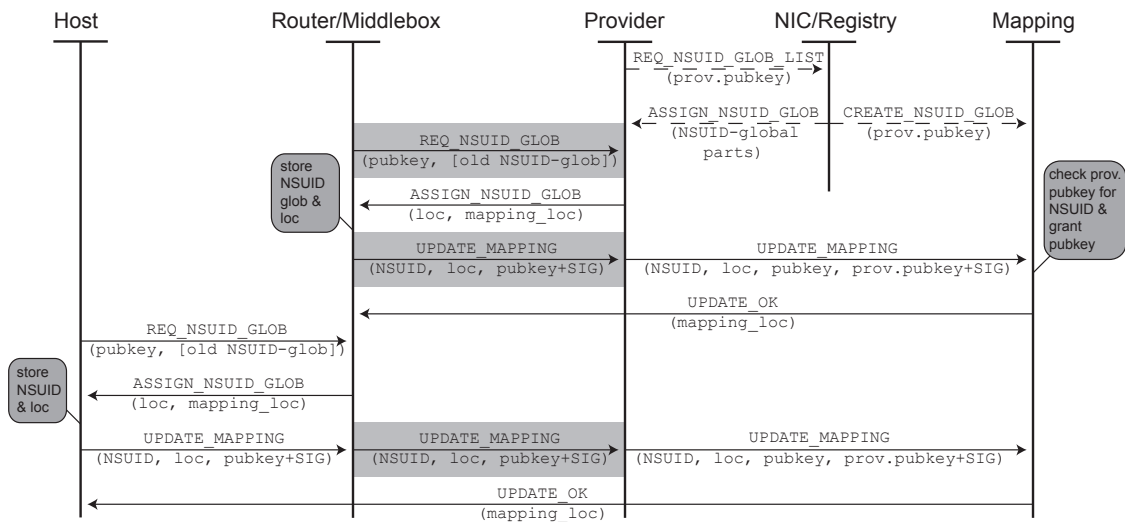 Host Router/Middlebox Provider NIC/Registry Mapping
REQ_NSUID_GLOB_LIST
(prov.pubkey)
ASSIGN_NSUID_GLOB
(NSUID-global
parts)
CREATE_NSUID_GLOB
(prov.pubkey)
REQ_NSUID_GLOB
(pubkey, [old NSUID-glob])
store
NSUID
glob &
loc
ASSIGN_NSUID_GLOB
(loc, mapping_loc)
check prov.
pubkey for
NSUID &
grant
pubkey
UPDATE_MAPPING
(NSUID, loc, pubkey+SIG)
UPDATE_MAPPING
(NSUID, loc, pubkey, prov.pubkey+SIG)
UPDATE_OK
(mapping_loc)
REQ_NSUID_GLOB
(pubkey, [old NSUID-glob])
store
NSUID
& loc
ASSIGN_NSUID_GLOB
(loc, mapping_loc)
UPDATE_MAPPING
(NSUID, loc, pubkey+SIG)
UPDATE_MAPPING
(NSUID, loc, pubkey+SIG)
UPDATE_MAPPING
(NSUID, loc, pubkey, prov.pubkey+SIG)
UPDATE_OK
(mapping_loc)